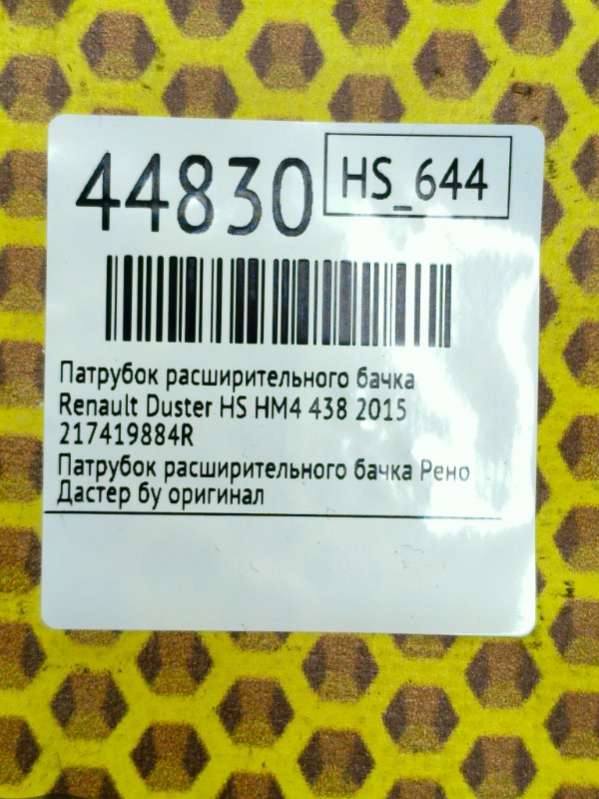 44830
HS_644
Патрубок расширительного бачка
Renault Duster HS HM4 438 2015
217419884R
Патрубок расширительного бачка Рено
Дастер бу оригинал